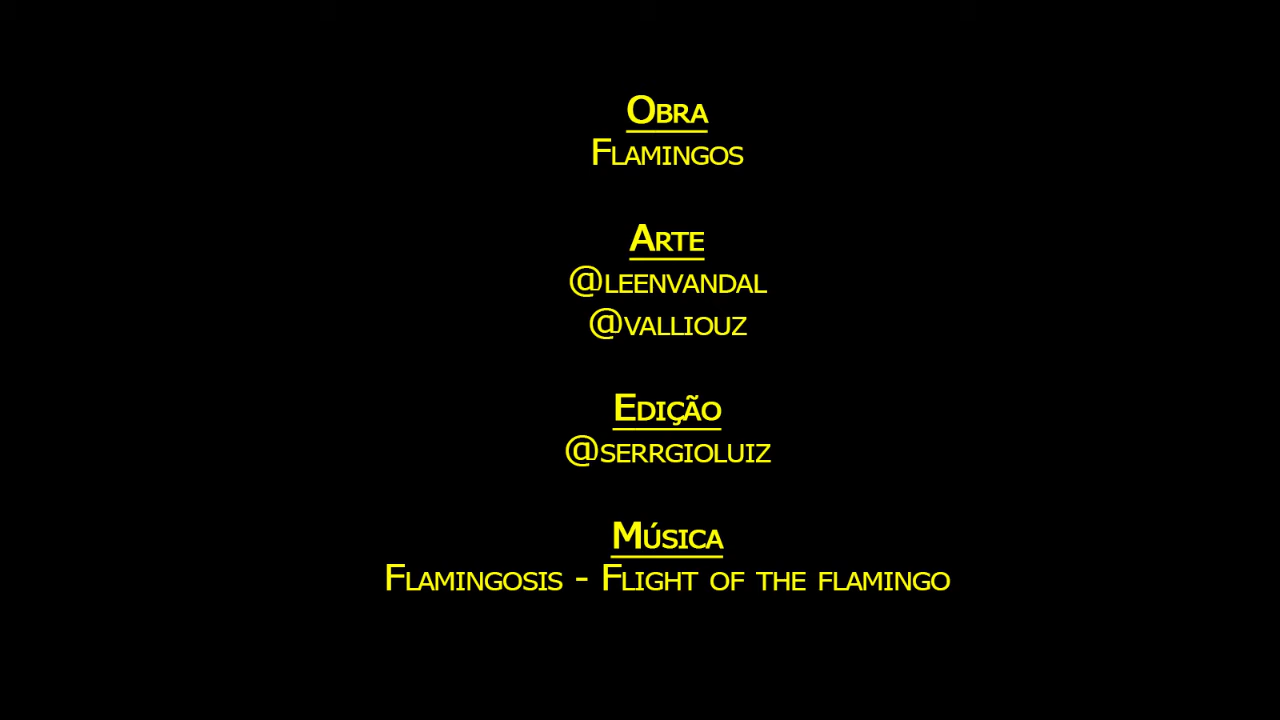 Obra
Flamingos
Arte
@leenvandal
@valliouz
Edição
@serrgioluiz
Música
Flamingosis - Flight of the flamingo